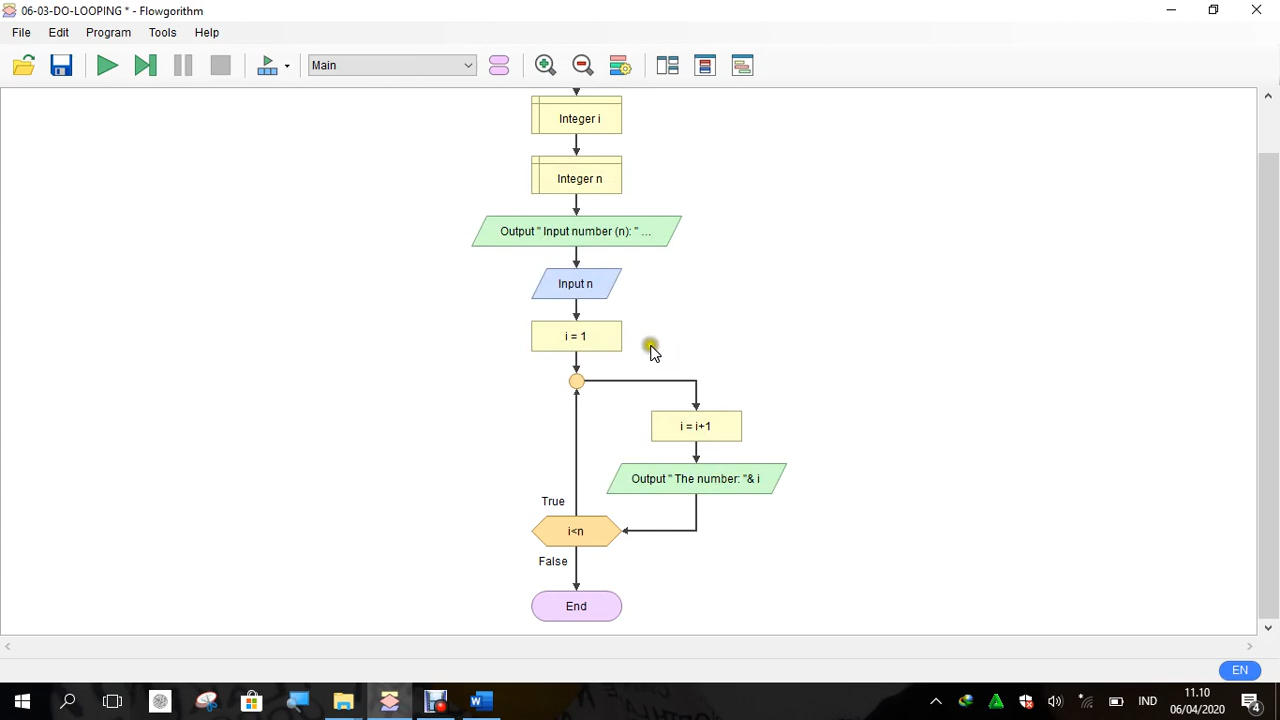 06-03-DO-LOOPING * - Flowgorithm
File Edit Program Tools Help
Main
Integer i
Integer n
Output " Input number (n): " ...
Input n
i = 1
i = i+1
Output " The number: "& i
True
i<n
False
End
EN
IND
11.10
06/04/2020
4